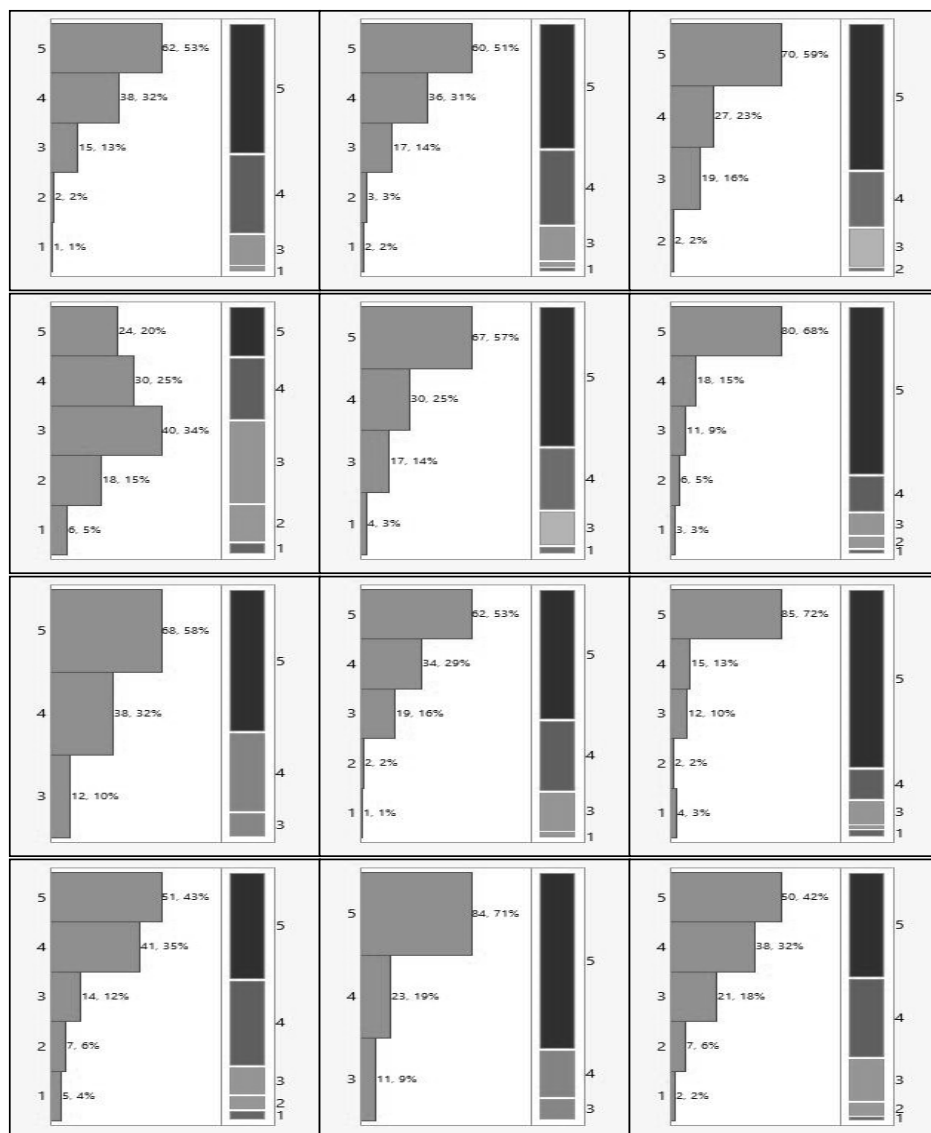 5 62, 53% 5
4 38, 32% 4
3 15, 13% 3
2 2, 2%
1 1, 1% 1
5 60, 51% 5
4 36, 31% 4
3 17, 14% 3
2 3, 3%
1 2, 2% 1
5 70, 59% 5
4 27, 23% 4
3 19, 16% 3
2 2, 2% 2
5 24, 20% 5
4 30, 25% 4
3 40, 34% 3
2 18, 15% 2
1 6, 5% 1
5 67, 57% 5
4 30, 25% 4
3 17, 14% 3
1 4, 3% 1
5 80, 68% 5
4 18, 15% 4
3 11, 9% 3
2 6, 5% 2
1 3, 3% 1
5 68, 58% 5
4 38, 32% 4
3 12, 10% 3
5 62, 53% 5
4 34, 29% 4
3 19, 16% 3
2 2, 2%
1 1, 1% 1
5 85, 72% 5
4 15, 13% 4
3 12, 10% 3
2 2, 2%
1 4, 3% 1
5 51, 43% 5
4 41, 35% 4
3 14, 12% 3
2 7, 6% 2
1 5, 4% 1
5 84, 71% 5
4 23, 19% 4
3 11, 9% 3
5 50, 42% 5
4 38, 32% 4
3 21, 18% 3
2 7, 6% 2
1 2, 2% 1